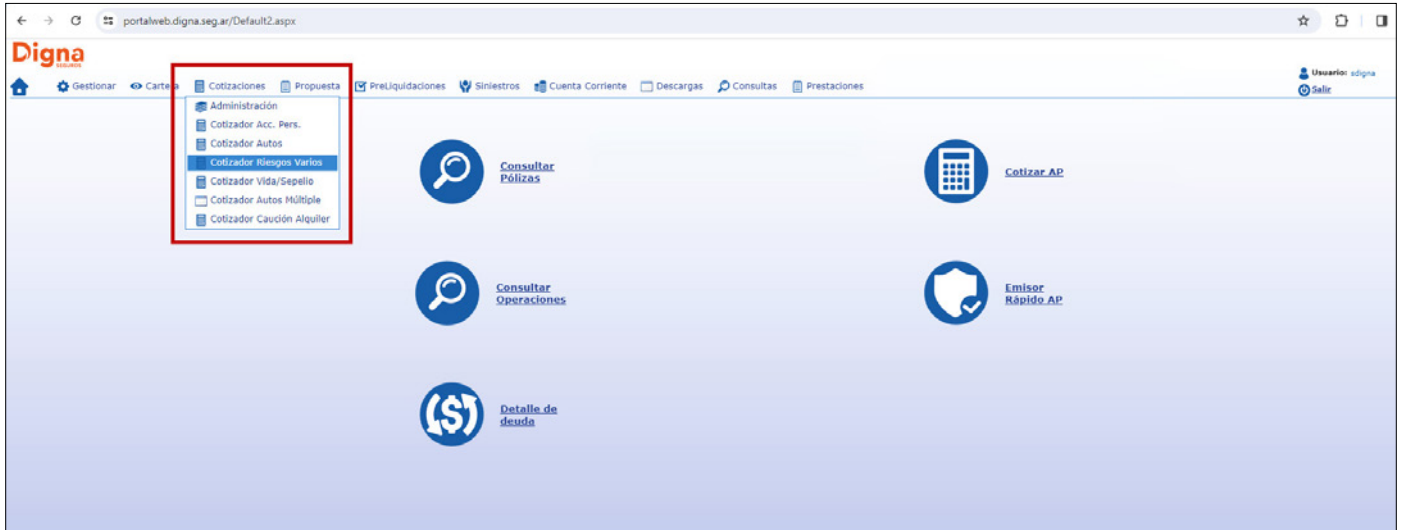 portalweb.digna.seg.ar/Default2.aspx
Digna
SEGUROS
Usuario: sdigna
Salir
Gestionar Cartera Cotizaciones Propuesta PreLiquidaciones Siniestros Cuenta Corriente Descargas Consultas Prestaciones
Administración
Cotizador Acc. Pers.
Cotizador Autos
Cotizador Riesgos Varios
Cotizador Vida/Sepelio
Cotizador Autos Múltiple
Cotizador Caución Alquiler
Consultar
Pólizas
Cotizar AP
Consultar
Operaciones
Emisor
Rápido AP
Detalle de
deuda